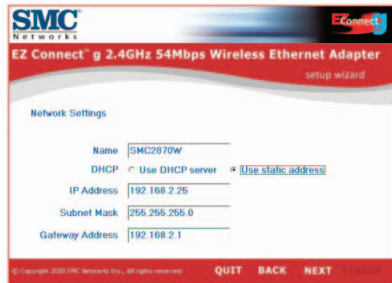 SMC
Networks
EZ Connect
EZ Connect™ g 2.4GHz 54Mbps Wireless Ethernet Adapter
setup wizard
Network Settings
Name SMC2870W
DHCP Use DHCP server Use static address
IP Address 192.168.2.25
Subnet Mask 255.255.255.0
Gateway Address 192.168.2.1
© Copyright SMC Networks Inc., All rights reserved
QUIT BACK NEXT FINISH